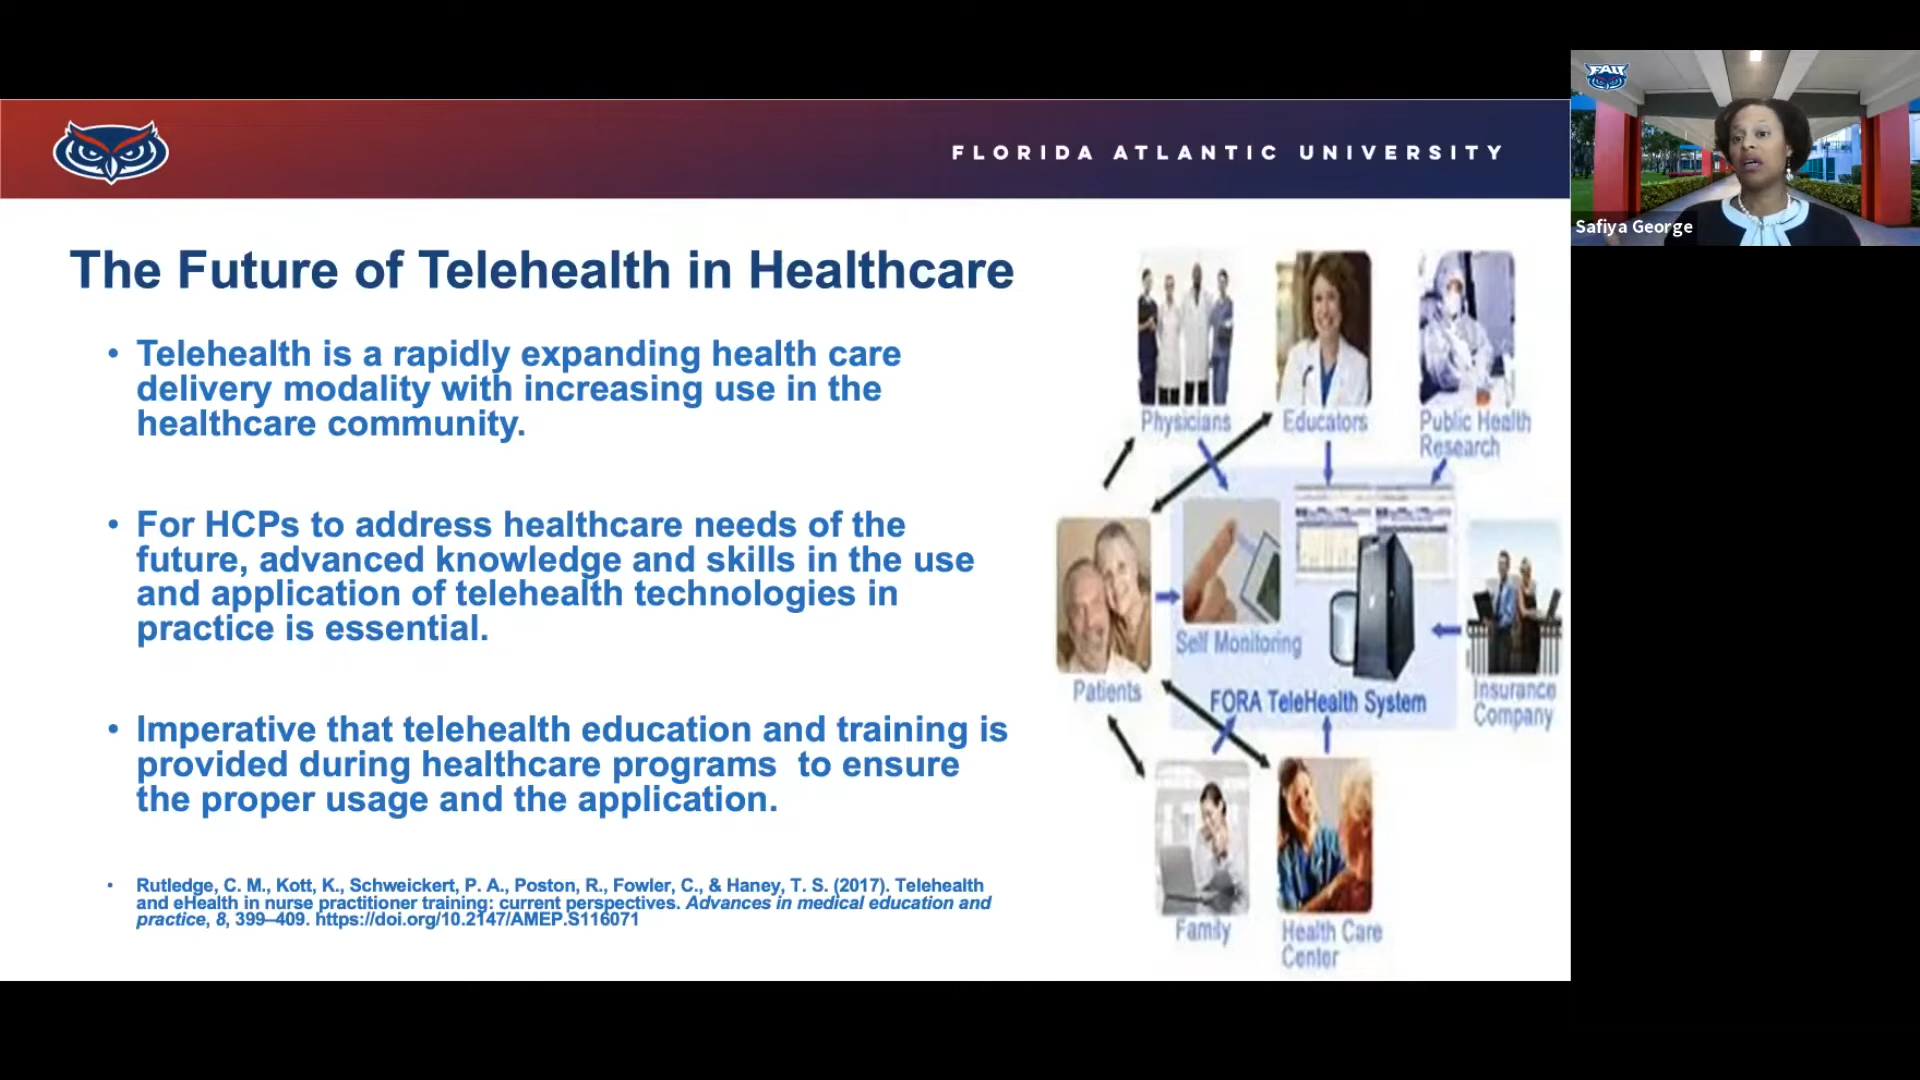 FLORIDA ATLANTIC UNIVERSITY
FAU
Safiya George
The Future of Telehealth in Healthcare
• Telehealth is a rapidly expanding health care
delivery modality with increasing use in the
healthcare community.
• For HCPs to address healthcare needs of the
future, advanced knowledge and skills in the use
and application of telehealth technologies in
practice is essential.
• Imperative that telehealth education and training is
provided during healthcare programs  to ensure
the proper usage and the application.
• Rutledge, C. M., Kott, K., Schweickert, P. A., Poston, R., Fowler, C., & Haney, T. S. (2017). Telehealth
and eHealth in nurse practitioner training: current perspectives. Advances in medical education and
practice, 8, 399–409. https://doi.org/10.2147/AMEP.S116071
Physicians
Educators
Public Health
Research
Self Monitoring
Patients
FORA TeleHealth System
Insurance
Company
Family
Health Care
Center